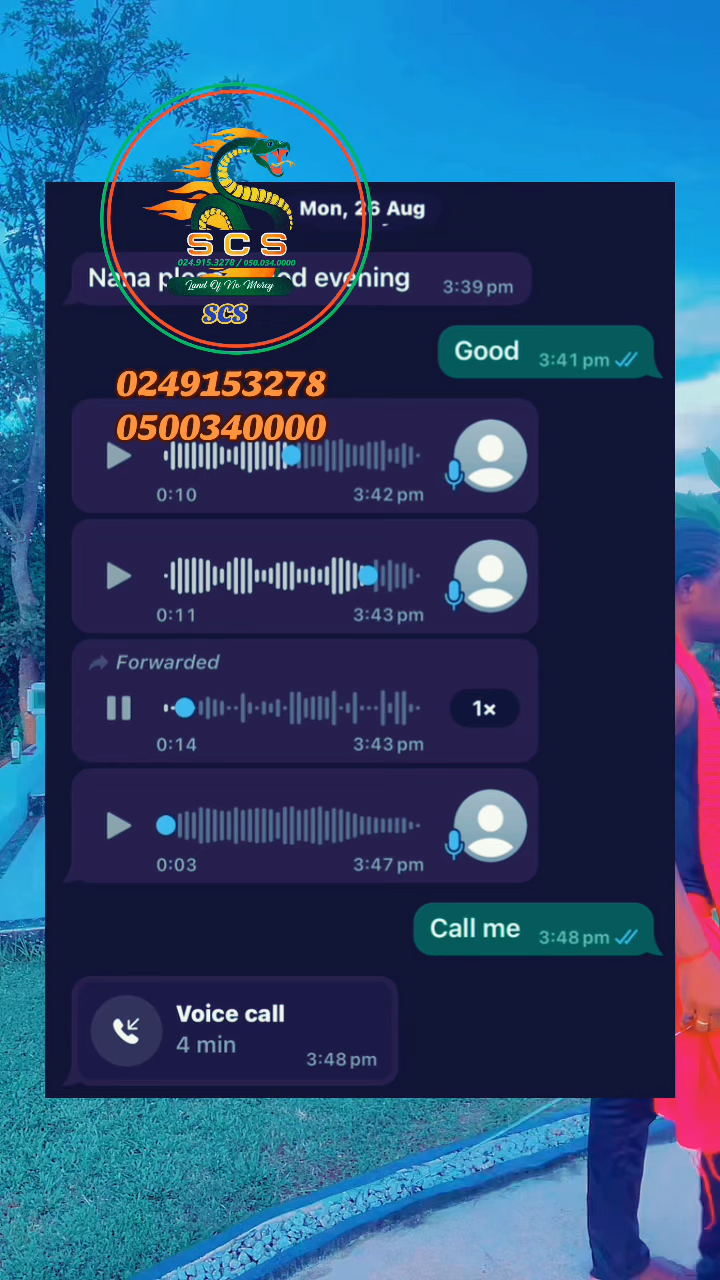 Mon, 26 Aug
SCS
024.915.3278 / 050.034.0000
Land Of No Mercy
SCS
Nana evening
3:39 pm
Good
3:41 pm
0249153278
0500340000
0:10
3:42 pm
0:11
3:43 pm
Forwarded
1x
0:14
3:43 pm
0:03
3:47 pm
Call me
3:48 pm
Voice call
4 min
3:48 pm